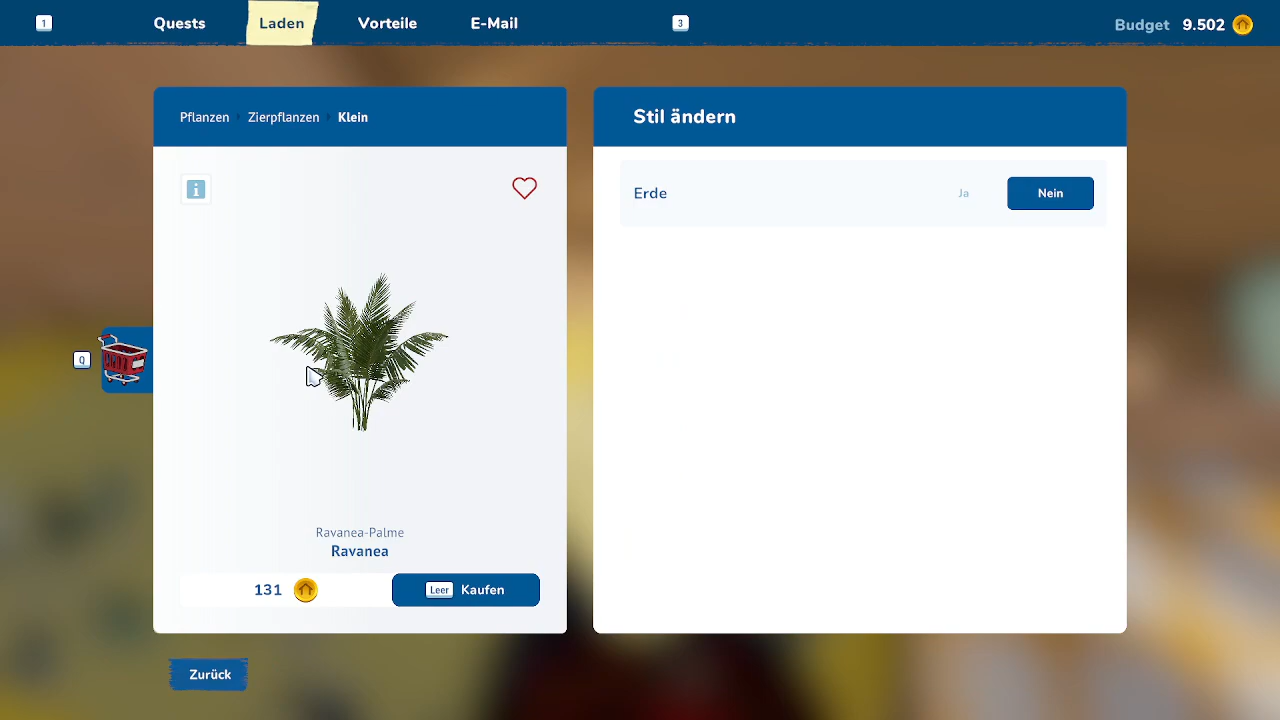 1 Quests Laden Vorteile E-Mail 3 Budget 9.502
Pflanzen Zierpflanzen Klein
Stil ändern
Erde Ja Nein
Q
Ravanea-Palme
Ravanea
131 Leer Kaufen
Zurück